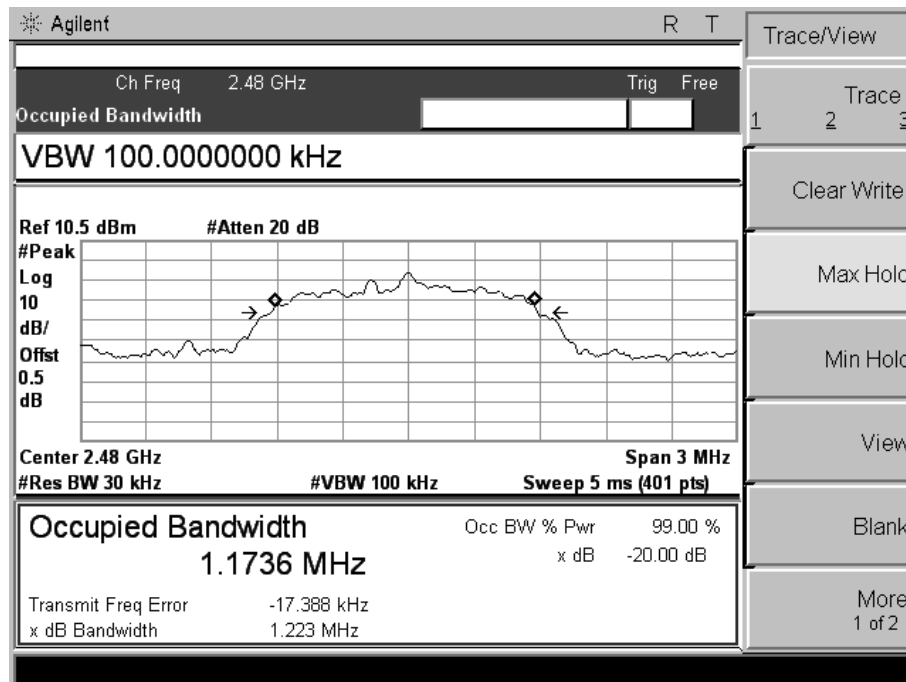 Agilent R T
Ch Freq 2.48 GHz Trig Free
Occupied Bandwidth
VBW 100.0000000 kHz
Ref 10.5 dBm #Atten 20 dB
#Peak
Log
10
dB/
Offst
0.5
dB
Center 2.48 GHz Span 3 MHz
#Res BW 30 kHz #VBW 100 kHz Sweep 5 ms (401 pts)
Occupied Bandwidth
1.1736 MHz
Occ BW % Pwr 99.00 %
x dB -20.00 dB
Transmit Freq Error -17.388 kHz
x dB Bandwidth 1.223 MHz
Trace/View
Trace
1 2 3
Clear Write
Max Hold
Min Hold
View
Blank
More
1 of 2